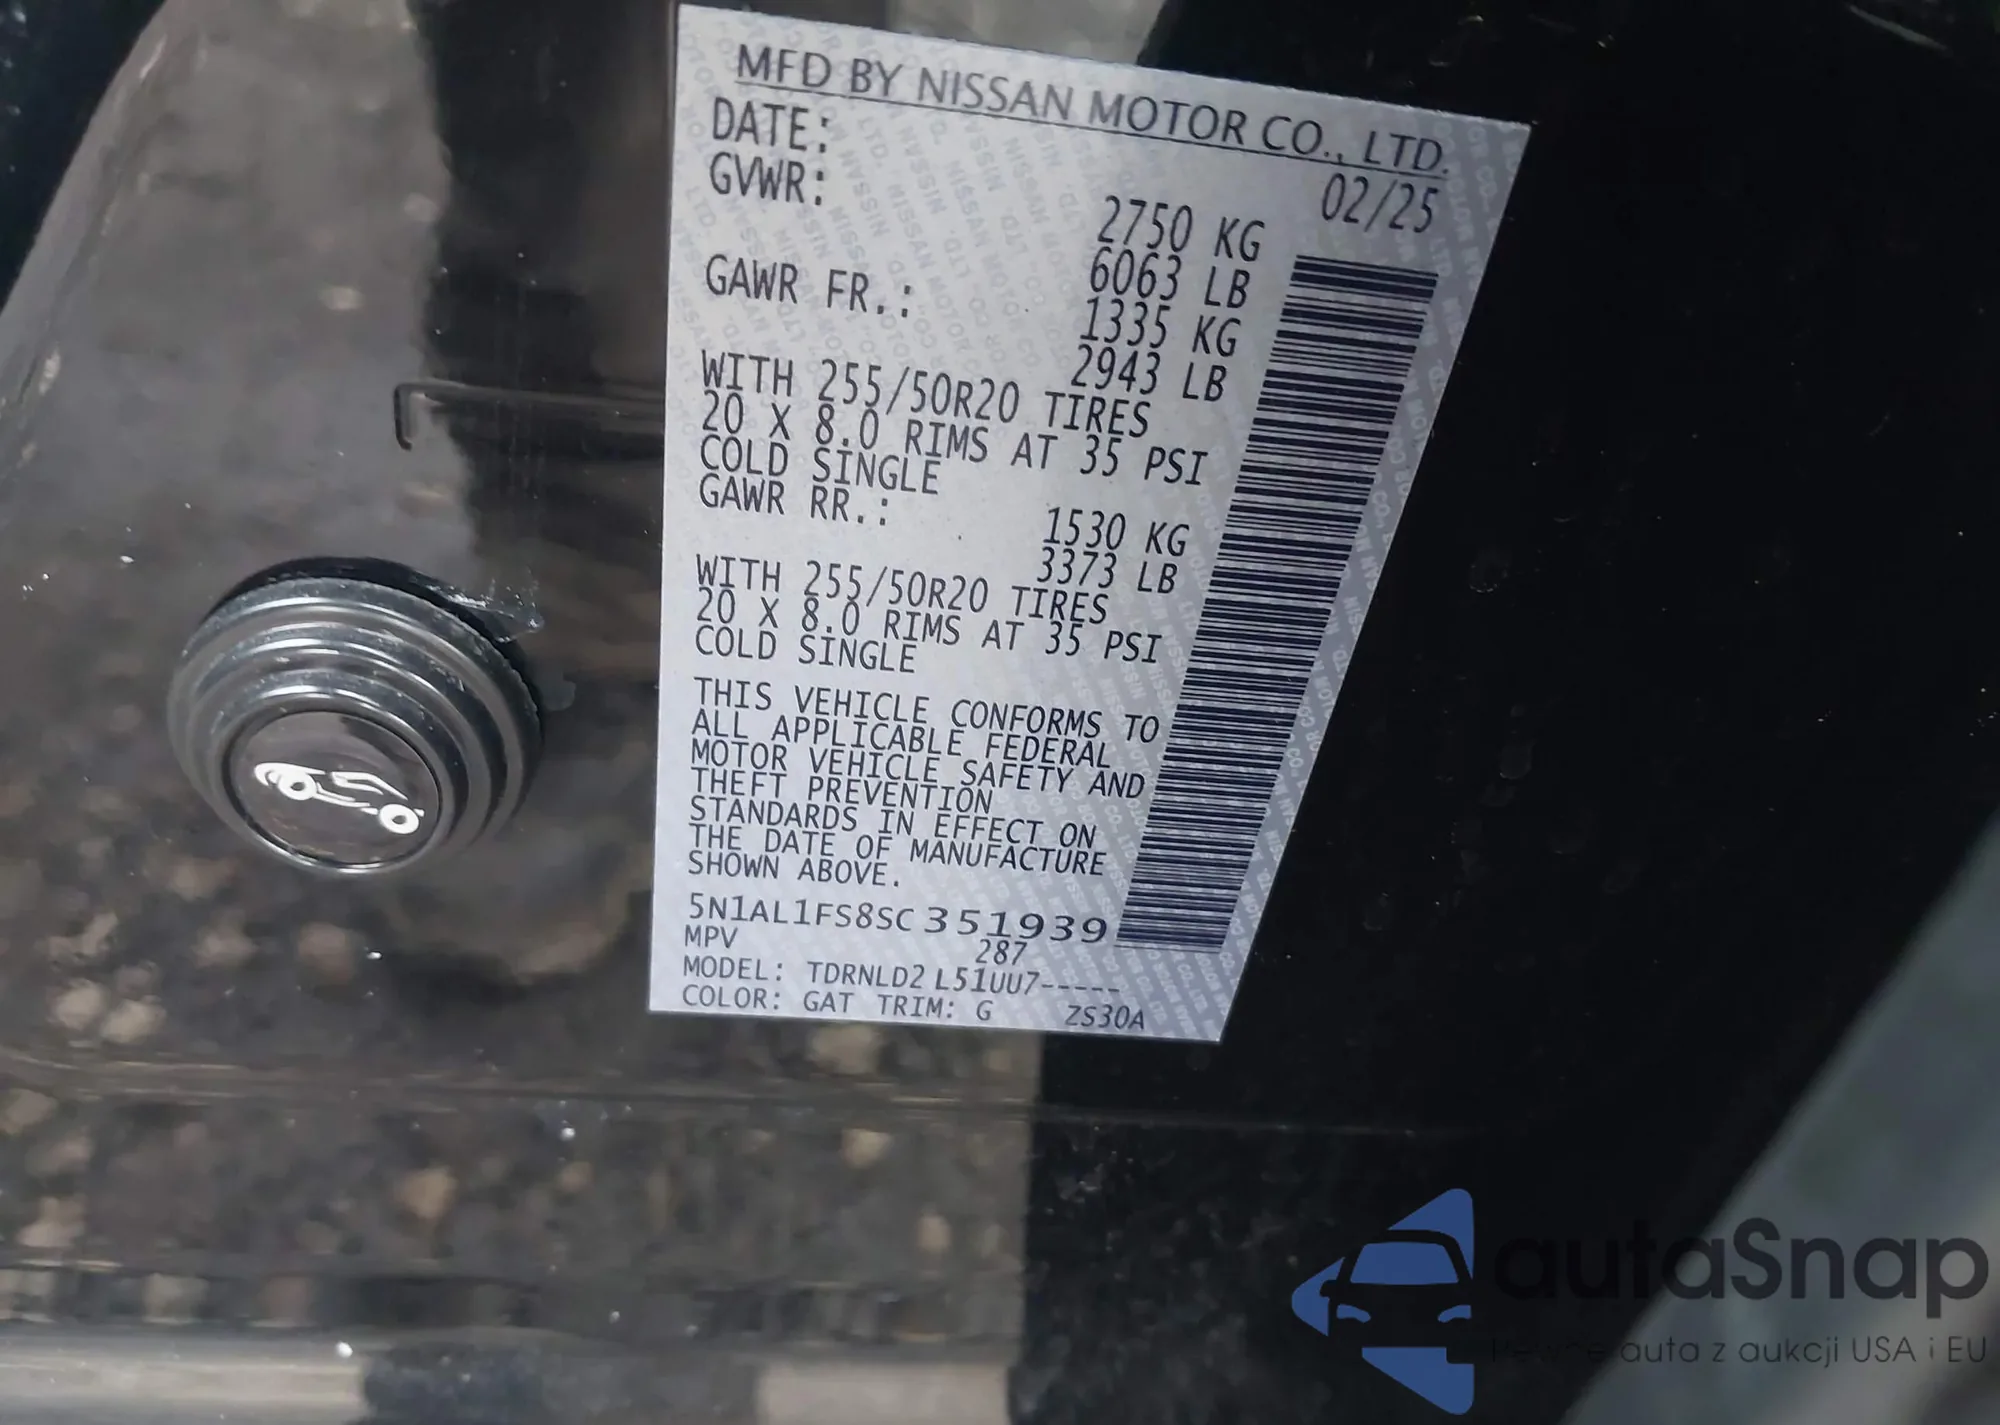 MFD BY NISSAN MOTOR CO., LTD.
DATE: 02/25
GVWR: 2750 KG
6063 LB
GAWR FR.: 1335 KG
2943 LB
WITH 255/50R20 TIRES
20 X 8.0 RIMS AT 35 PSI
COLD SINGLE
GAWR RR.: 1530 KG
3373 LB
WITH 255/50R20 TIRES
20 X 8.0 RIMS AT 35 PSI
COLD SINGLE
THIS VEHICLE CONFORMS TO
ALL APPLICABLE FEDERAL
MOTOR VEHICLE SAFETY AND
THEFT PREVENTION
STANDARDS IN EFFECT ON
THE DATE OF MANUFACTURE
SHOWN ABOVE.
5N1AL1FS8SC351939
MPV 287
MODEL: TDRNLD2 L51UU7-----
COLOR: GAT TRIM: G ZS30A
autaSnap
Pewne auta z aukcji USA i EU